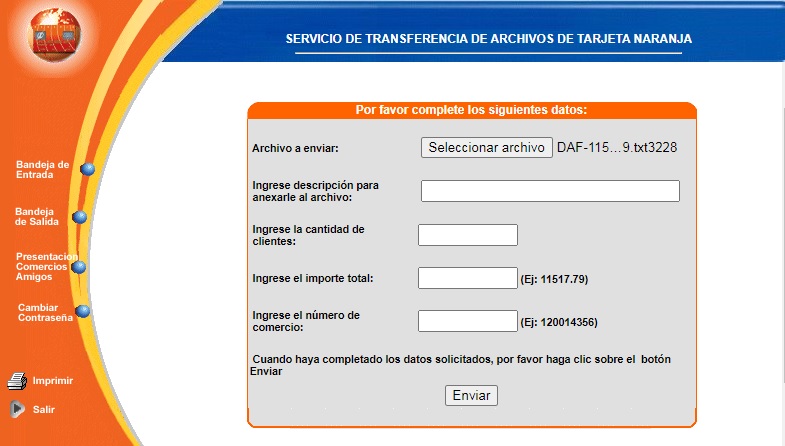 SERVICIO DE TRANSFERENCIA DE ARCHIVOS DE TARJETA NARANJA
Por favor complete los siguientes datos:
Archivo a enviar: Seleccionar archivo DAF-115...9.txt3228
Ingrese descripción para
anexarle al archivo:
Ingrese la cantidad de
clientes:
Ingrese el importe total: (Ej: 11517.79)
Ingrese el número de
comercio: (Ej: 120014356)
Cuando haya completado los datos solicitados, por favor haga clic sobre el botón
Enviar
Enviar
Bandeja de
Entrada
Bandeja
de Salida
Presentación
Comercios
Amigos
Cambiar
Contraseña
Imprimir
Salir